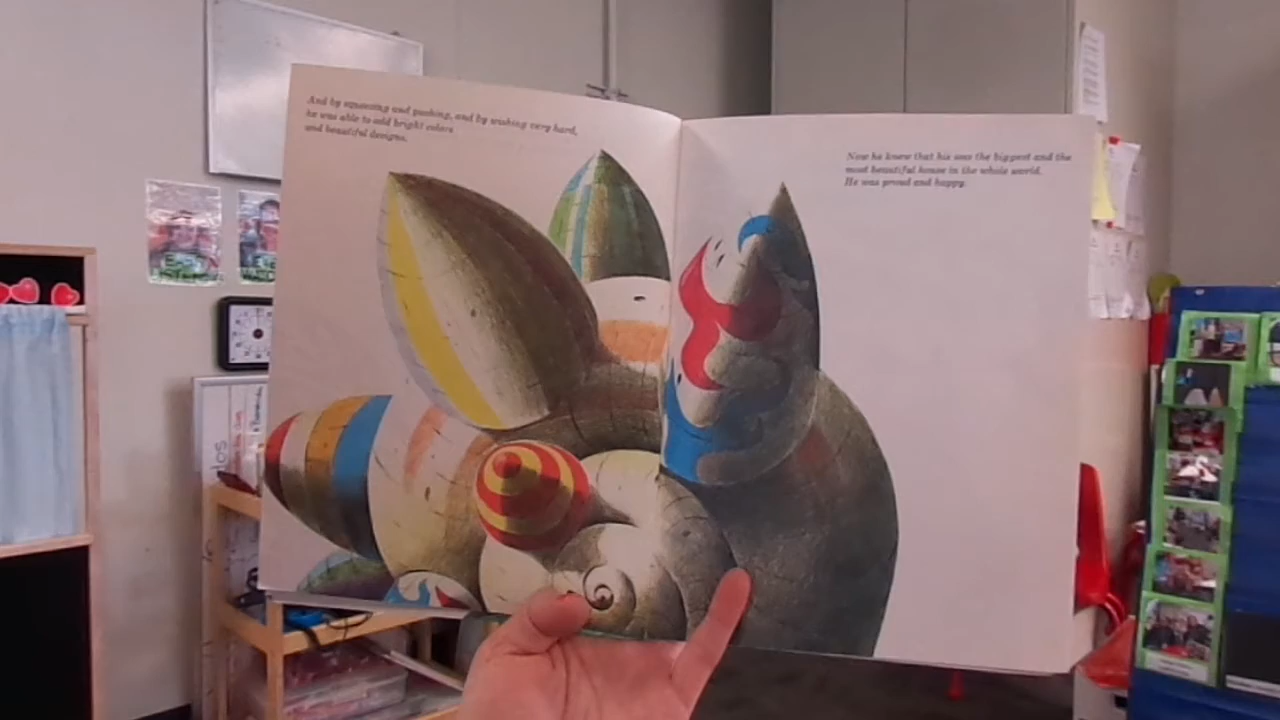 And by squeezing and pushing, and by wishing very hard,
he was able to add bright colors
and beautiful designs.
Now he knew that his was the biggest and the
most beautiful house in the whole world.
He was proud and happy.